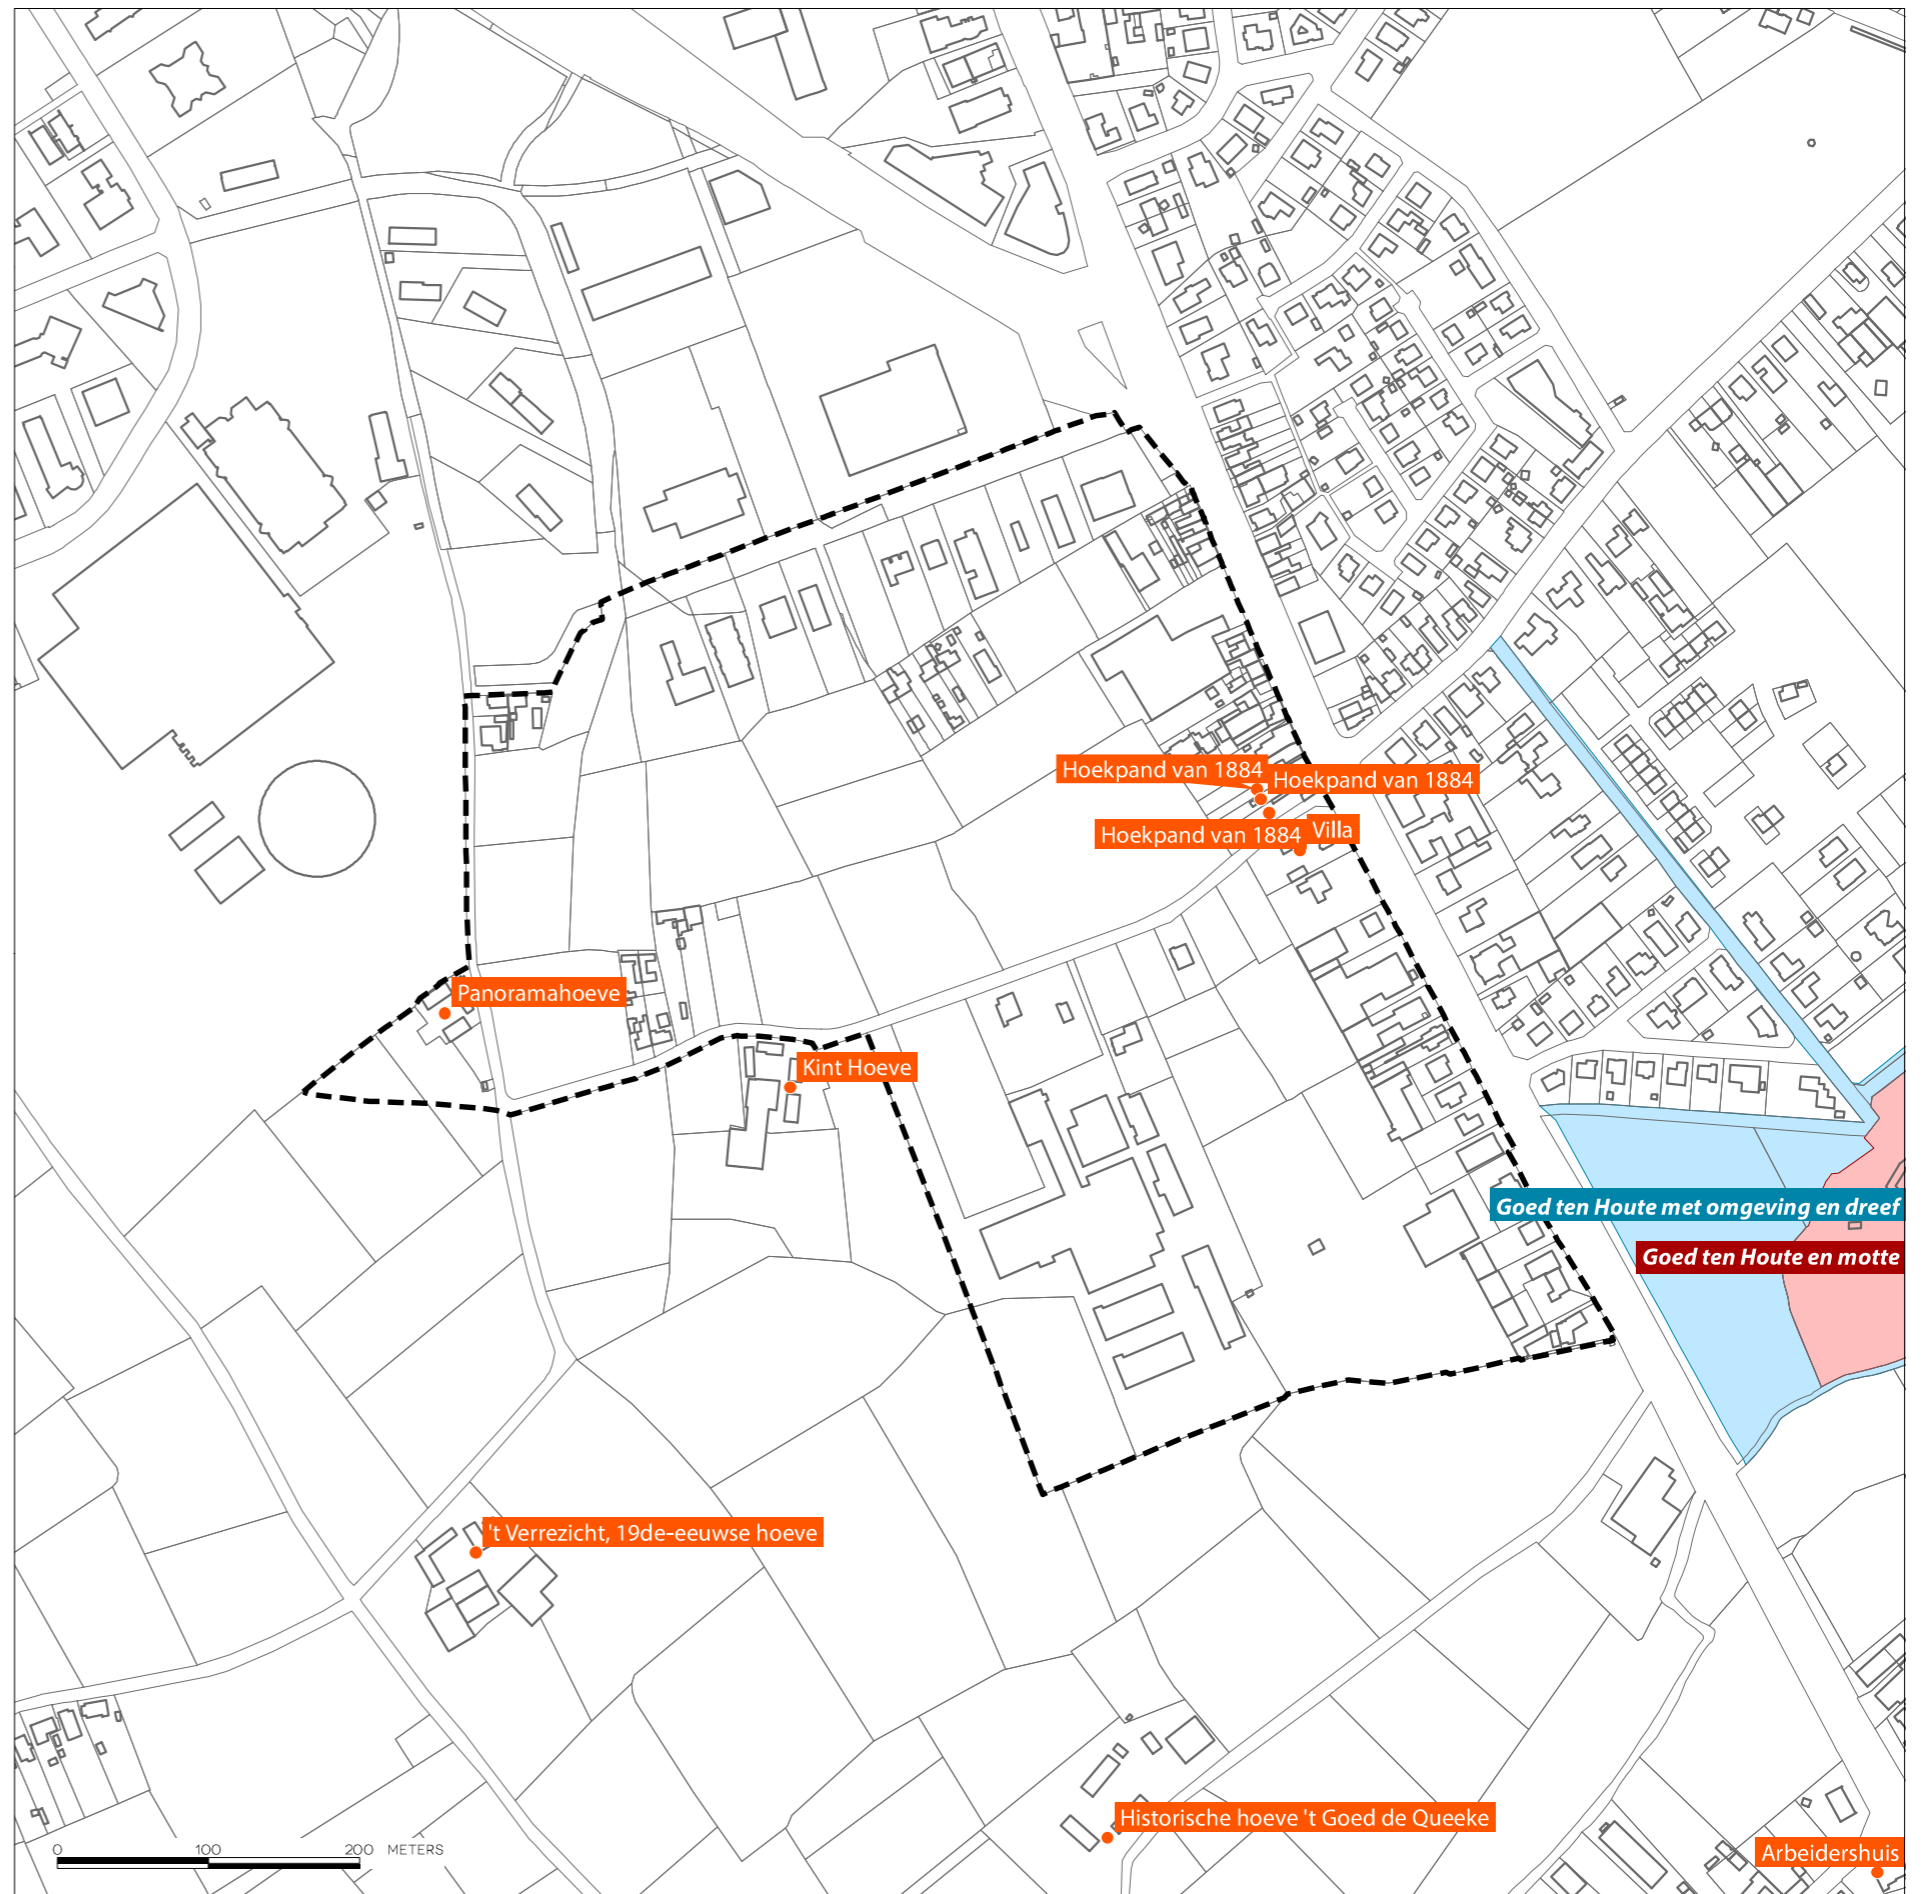 Hoekpand van 1884
Hoekpand van 1884
Hoekpand van 1884
Villa
Panoramahoeve
Kint Hoeve
Goed ten Houte met omgeving en dreef
Goed ten Houte en motte
't Verrezicht, 19de-eeuwse hoeve
Historische hoeve 't Goed de Queeke
0 100 200 METERS
Arbeidershuis